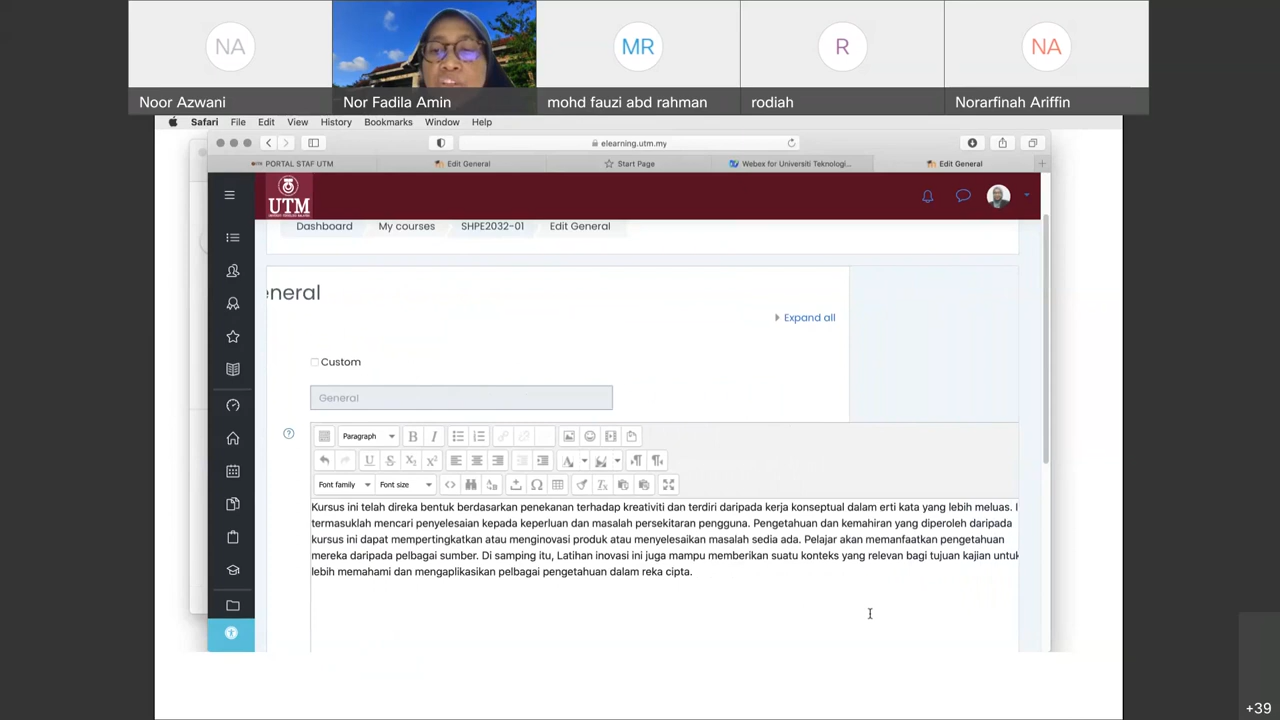 NA
MR
R
NA
Noor Azwani
Nor Fadila Amin
mohd fauzi abd rahman
rodiah
Norarfinah Ariffin
Safari File Edit View History Bookmarks Window Help
elearning.utm.my
PORTAL STAF UTM
Edit General
Start Page
Webex for Universiti Teknologi...
Edit General
UTM
Dashboard
My courses
SHPE2032-01
Edit General
eneral
Expand all
Custom
General
Paragraph
Font family
Font size
Kursus ini telah direka bentuk berdasarkan penekanan terhadap kreativiti dan terdiri daripada kerja konseptual dalam erti kata yang lebih meluas. I
termasuklah mencari penyelesaian kepada keperluan dan masalah persekitaran pengguna. Pengetahuan dan kemahiran yang diperoleh daripada
kursus ini dapat mempertingkatkan atau menginovasi produk atau menyelesaikan masalah sedia ada. Pelajar akan memanfaatkan pengetahuan
mereka daripada pelbagai sumber. Di samping itu, Latihan inovasi ini juga mampu memberikan suatu konteks yang relevan bagi tujuan kajian untuk
lebih memahami dan mengaplikasikan pelbagai pengetahuan dalam reka cipta.
+39